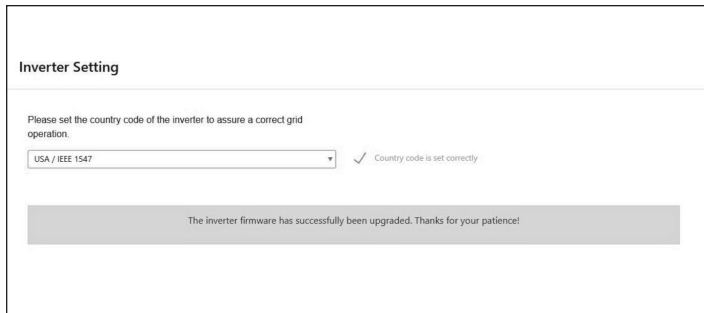 Inverter Setting
Please set the country code of the inverter to assure a correct grid
operation.
USA / IEEE 1547
Country code is set correctly
The inverter firmware has successfully been upgraded. Thanks for your patience!